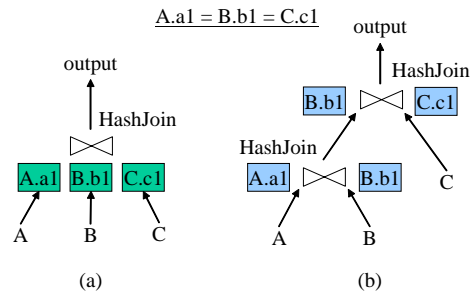 A.a1 = B.b1 = C.c1
output
HashJoin
A.a1 B.b1 C.c1
A B C
(a)
output
HashJoin
B.b1 C.c1
HashJoin
A.a1 B.b1
C
A B
(b)